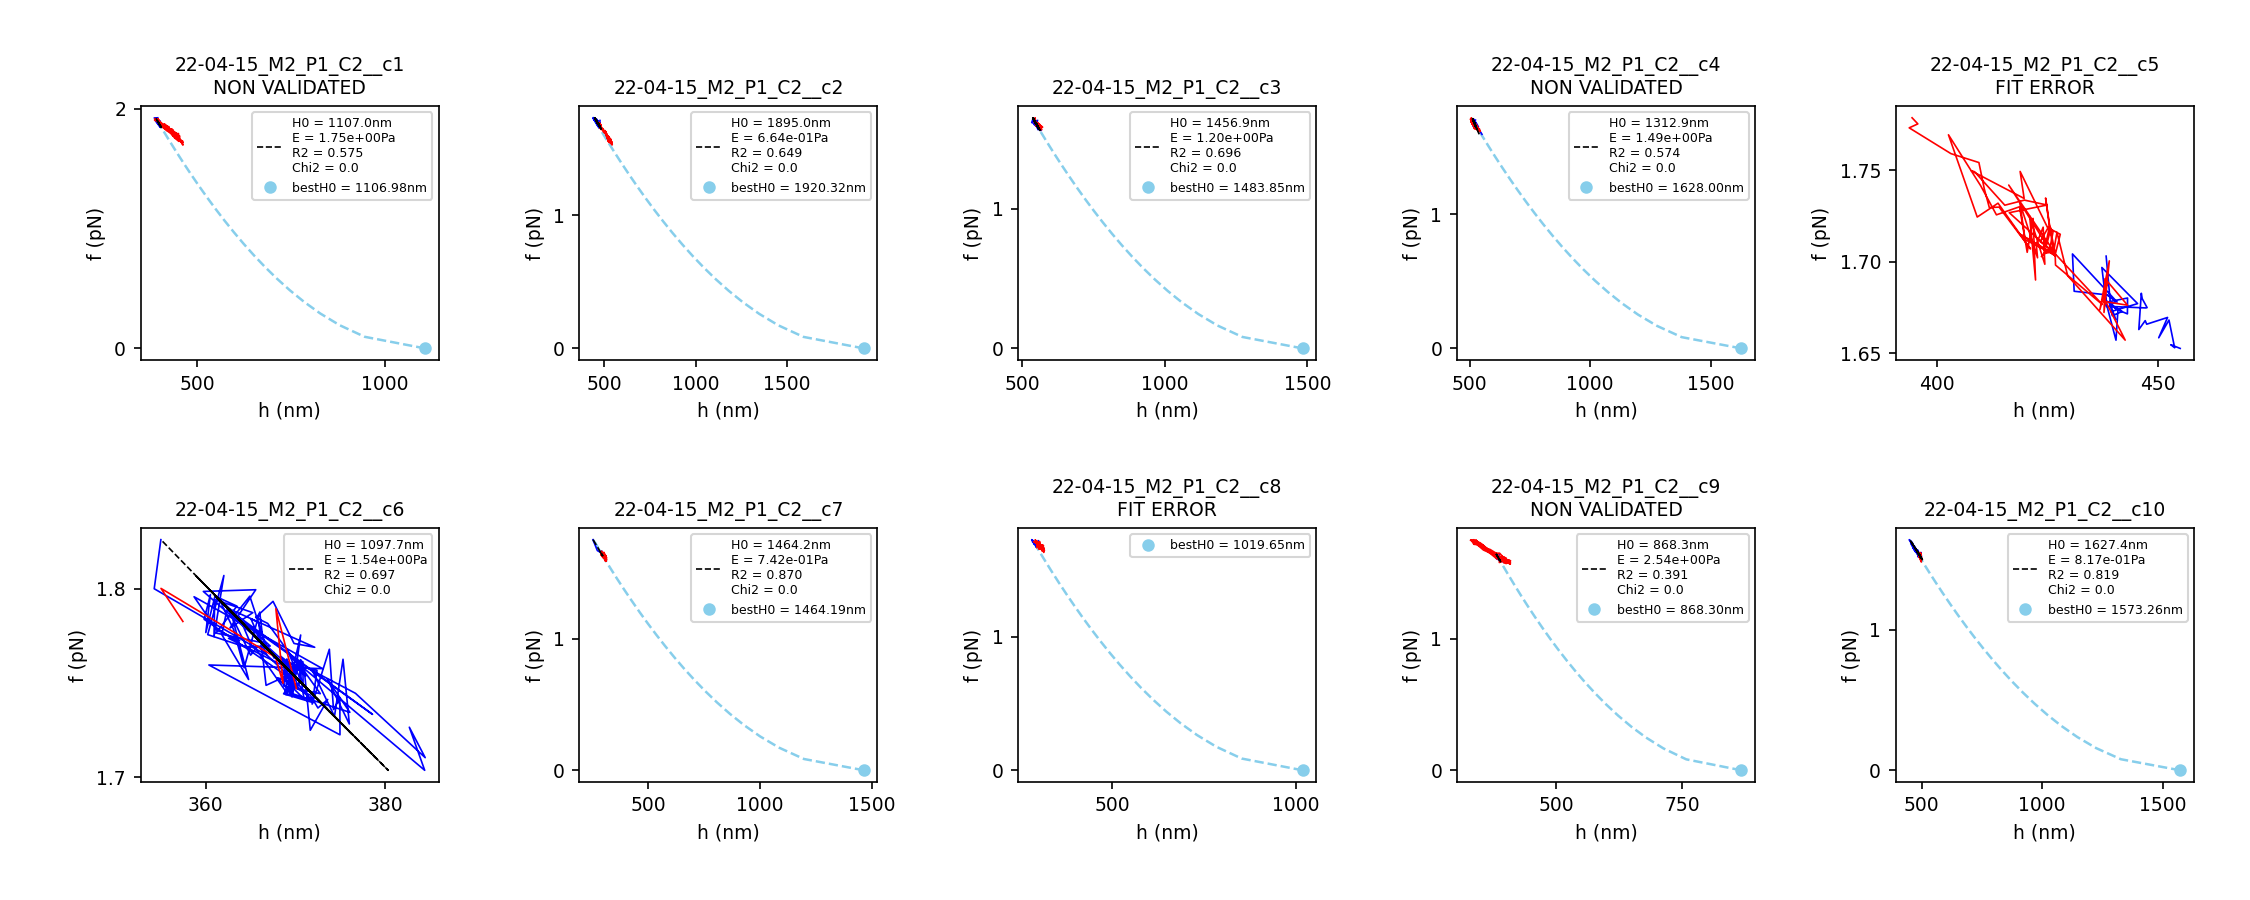 22-04-15_M2_P1_C2__c1
NON VALIDATED
2
0
f (pN)
500
1000
h (nm)
H0 = 1107.0nm
E = 1.75e+00Pa
R2 = 0.575
Chi2 = 0.0
bestH0 = 1106.98nm
22-04-15_M2_P1_C2__c2
1
0
f (pN)
500
1000
1500
h (nm)
H0 = 1895.0nm
E = 6.64e-01Pa
R2 = 0.649
Chi2 = 0.0
bestH0 = 1920.32nm
22-04-15_M2_P1_C2__c3
1
0
f (pN)
500
1000
1500
h (nm)
H0 = 1456.9nm
E = 1.20e+00Pa
R2 = 0.696
Chi2 = 0.0
bestH0 = 1483.85nm
22-04-15_M2_P1_C2__c4
NON VALIDATED
1
0
f (pN)
500
1000
1500
h (nm)
H0 = 1312.9nm
E = 1.49e+00Pa
R2 = 0.574
Chi2 = 0.0
bestH0 = 1628.00nm
22-04-15_M2_P1_C2__c5
FIT ERROR
1.75
1.70
1.65
f (pN)
400
450
h (nm)
22-04-15_M2_P1_C2__c6
1.8
1.7
f (pN)
360
380
h (nm)
H0 = 1097.7nm
E = 1.54e+00Pa
R2 = 0.697
Chi2 = 0.0
22-04-15_M2_P1_C2__c7
1
0
f (pN)
500
1000
1500
h (nm)
H0 = 1464.2nm
E = 7.42e-01Pa
R2 = 0.870
Chi2 = 0.0
bestH0 = 1464.19nm
22-04-15_M2_P1_C2__c8
FIT ERROR
1
0
f (pN)
500
1000
h (nm)
bestH0 = 1019.65nm
22-04-15_M2_P1_C2__c9
NON VALIDATED
1
0
f (pN)
500
750
h (nm)
H0 = 868.3nm
E = 2.54e+00Pa
R2 = 0.391
Chi2 = 0.0
bestH0 = 868.30nm
22-04-15_M2_P1_C2__c10
1
0
f (pN)
500
1000
1500
h (nm)
H0 = 1627.4nm
E = 8.17e-01Pa
R2 = 0.819
Chi2 = 0.0
bestH0 = 1573.26nm